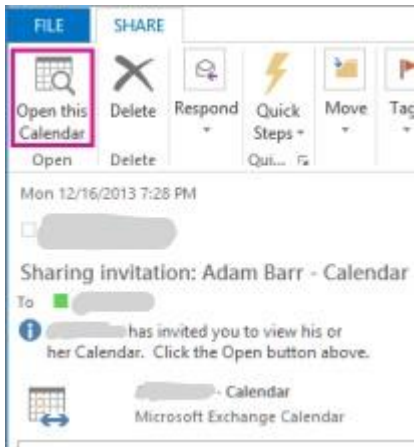 FILE SHARE
Open this Calendar Delete Respond Quick Steps Move Tag
Open Delete Qui...
Mon 12/16/2013 7:28 PM
Sharing invitation: Adam Barr - Calendar
To
has invited you to view his or
her Calendar. Click the Open button above.
- Calendar
Microsoft Exchange Calendar